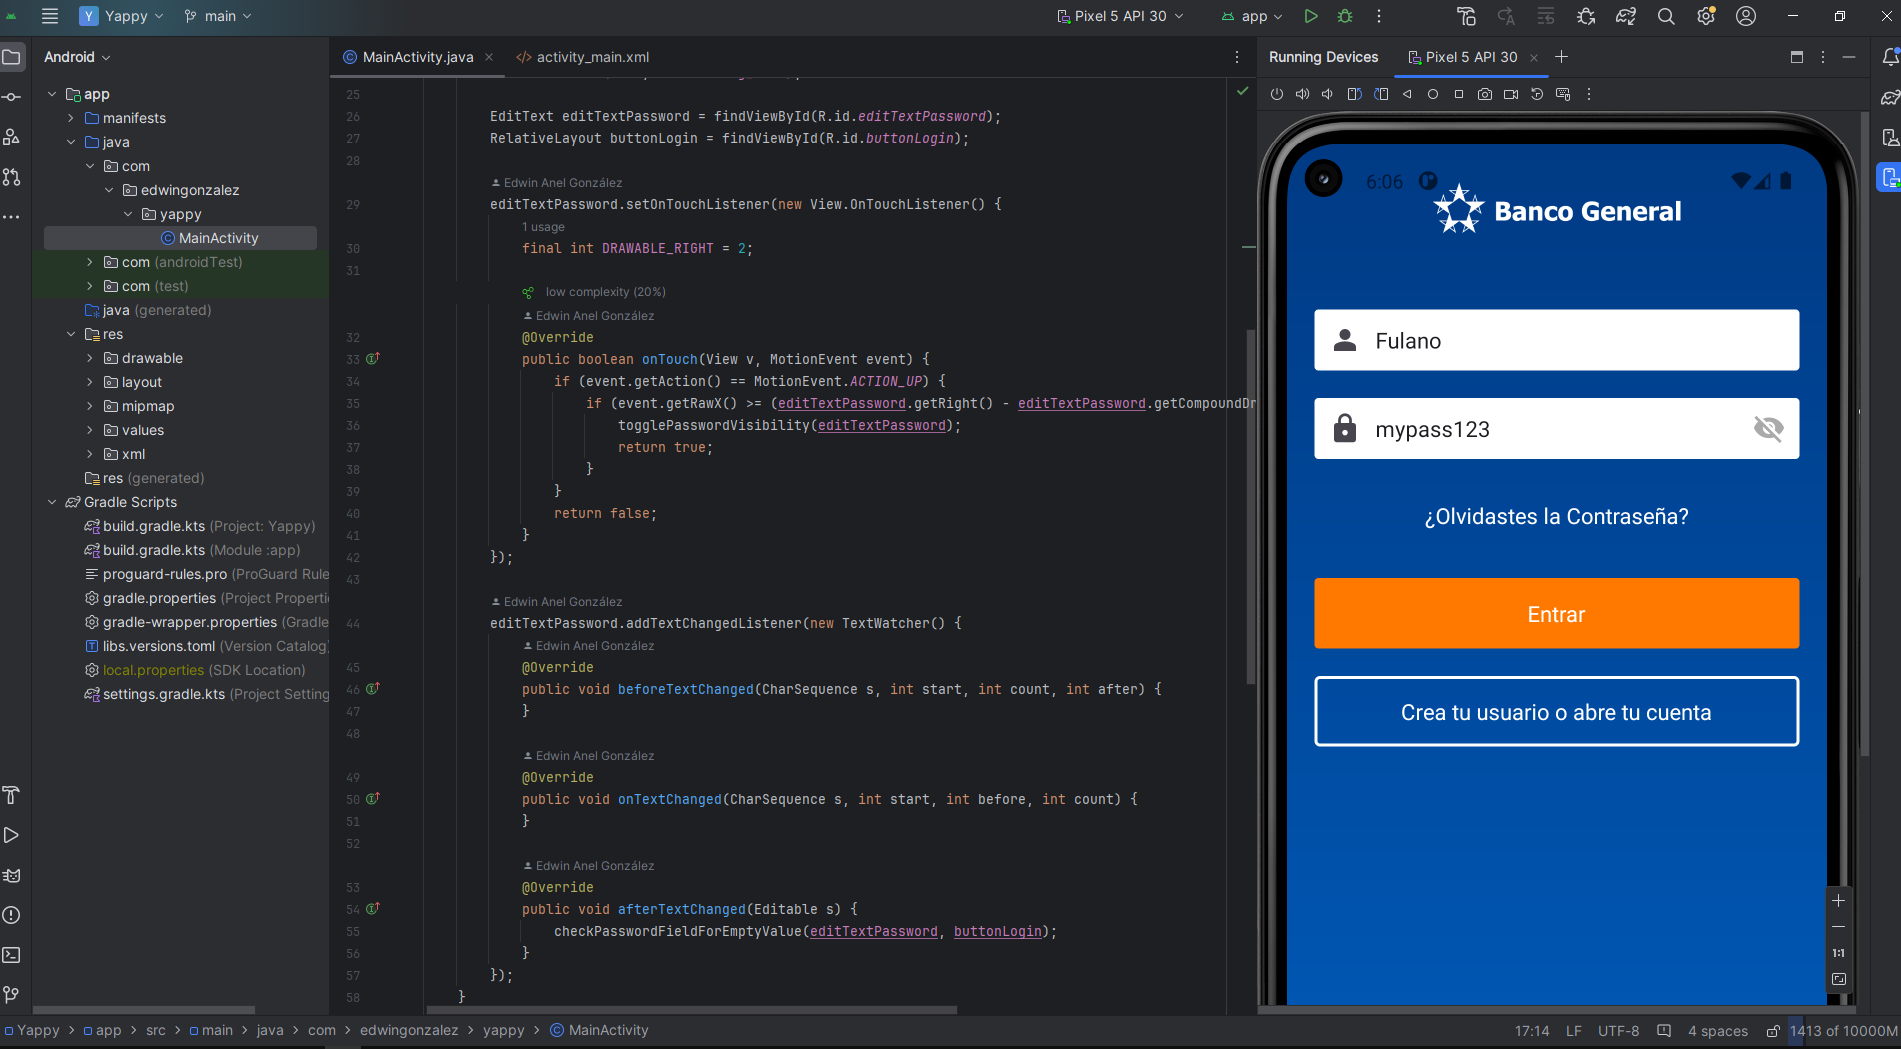 Yappy
main
Pixel 5 API 30
app
Android
MainActivity.java
activity_main.xml
Running Devices
Pixel 5 API 30
app
manifests
java
com
edwingonzalez
yappy
MainActivity
com (androidTest)
com (test)
java (generated)
res
drawable
layout
mipmap
values
xml
res (generated)
Gradle Scripts
build.gradle.kts (Project: Yappy)
build.gradle.kts (Module :app)
proguard-rules.pro (ProGuard Rule
gradle.properties (Project Properti
gradle-wrapper.properties (Gradle
libs.versions.toml (Version Catalog)
local.properties (SDK Location)
settings.gradle.kts (Project Setting
25
26 EditText editTextPassword = findViewById(R.id.editTextPassword);
27 RelativeLayout buttonLogin = findViewById(R.id.buttonLogin);
28
Edwin Anel González
29 editTextPassword.setOnTouchListener(new View.OnTouchListener() {
1 usage
30 final int DRAWABLE_RIGHT = 2;
31
low complexity (20%)
Edwin Anel González
32 @Override
33 public boolean onTouch(View v, MotionEvent event) {
34 if (event.getAction() == MotionEvent.ACTION_UP) {
35 if (event.getRawX() >= (editTextPassword.getRight() - editTextPassword.getCompoundDr
36 togglePasswordVisibility(editTextPassword);
37 return true;
38 }
39 }
40 return false;
41 }
42 });
43
Edwin Anel González
44 editTextPassword.addTextChangedListener(new TextWatcher() {
Edwin Anel González
45 @Override
46 public void beforeTextChanged(CharSequence s, int start, int count, int after) {
47 }
48
Edwin Anel González
49 @Override
50 public void onTextChanged(CharSequence s, int start, int before, int count) {
51 }
52
Edwin Anel González
53 @Override
54 public void afterTextChanged(Editable s) {
55 checkPasswordFieldForEmptyValue(editTextPassword, buttonLogin);
56 }
57 });
58 }
6:06
Banco General
Fulano
mypass123
¿Olvidastes la Contraseña?
Entrar
Crea tu usuario o abre tu cuenta
1:1
Yappy > app > src > main > java > com > edwingonzalez > yappy > MainActivity
17:14 LF UTF-8 4 spaces 1413 of 10000M